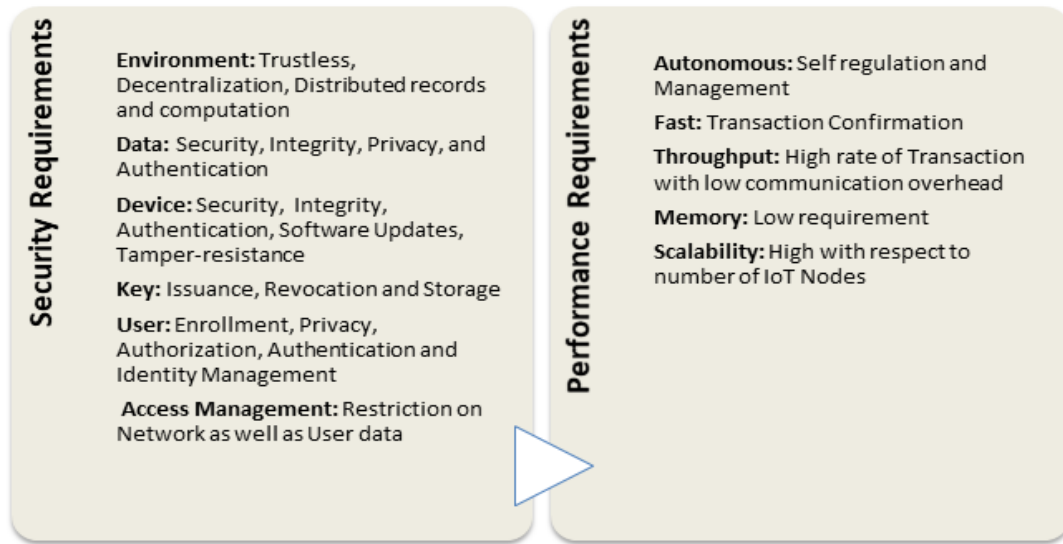 Security Requirements
Environment: Trustless,
Decentralization, Distributed records
and computation
Data: Security, Integrity, Privacy, and
Authentication
Device: Security, Integrity,
Authentication, Software Updates,
Tamper-resistance
Key: Issuance, Revocation and Storage
User: Enrollment, Privacy,
Authorization, Authentication and
Identity Management
Access Management: Restriction on
Network as well as User data
Performance Requirements
Autonomous: Self regulation and
Management
Fast: Transaction Confirmation
Throughput: High rate of Transaction
with low communication overhead
Memory: Low requirement
Scalability: High with respect to
number of IoT Nodes